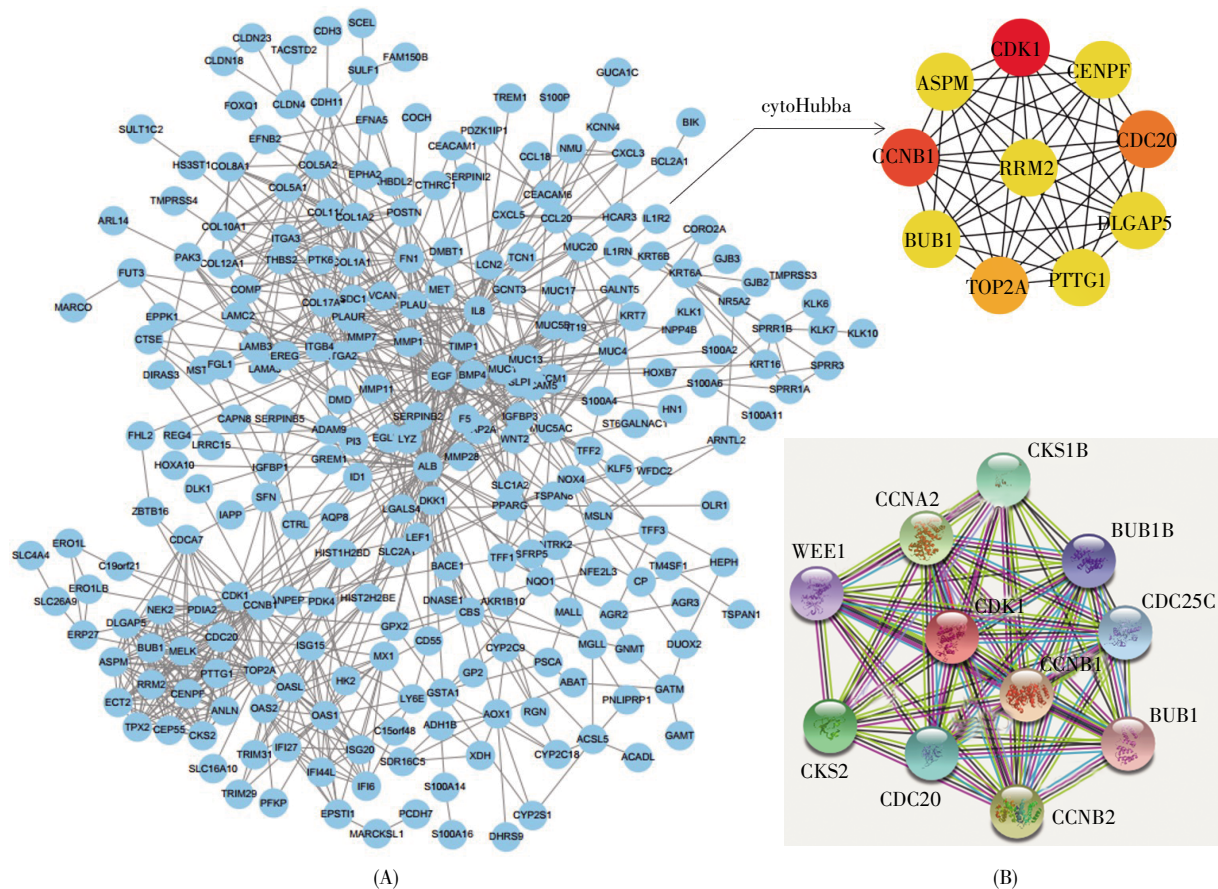 SCEL
CDH3
CLDN23
TACSTD2
FAM150B
CLDN18
SULF1
GUCA1C
CLDN4
CDH11
TREM1
S100P
FOXQ1
EFNA5
COCH
KCNN4
BIK
SULT1C2
EFNB2
PDZK1IP1
NMU
CXCL3
CEACAM1
CCL18
BCL2A1
HS3ST1
COL8A1
COL5A2
EPHA2
SERPINI2
CTHRC1
CEACAM6
TMPRSS4
COL5A1
POSTN
CXCL5
CCL20
HCAR3
IL1R2
ARL14
COL10A1
COL1A2
ITGA3
DMBT1
MUC20
IL1RN
CORO2A
PAK3
COL12A1
THBS2
PTK6
COL1A1
FN1
LCN2
TCN1
KRT6B
KRT6A
GJB3
TMPRSS3
FUT3
COMP
GCNT3
MUC17
GALNT5
GJB2
MARCO
COL17A1
SDC1
VCAN
MET
NR5A2
KLK6
EPPK1
LAMC2
PLAUR
PLAU
IL8
KRT7
KLK1
SPRR1B
KLK7
KLK10
CTSE
LAMB3
EREG
ITGB4
MMP7
MMP1
TIMP1
MUC5B
INPP4B
DIRAS3
FGL1
ITGA2
MUC13
MUC4
S100A2
KRT16
SPRR3
EGF
BMP4
SLPI
S100A6
SPRR1A
MMP11
HOXB7
CAPN8
SERPINB5
DMD
SERPINB2
IGFBP3
S100A4
HN1
S100A11
FHL2
REG4
LRRC15
ADAM9
PI3
LYZ
F5
WNT2
MUC5AC
ST6GALNAC1
ARNTL2
HOXA10
IGFBP1
GREM1
ALB
MMP28
TFF2
KLF5
WFDC2
DLK1
ID1
SLC1A2
NOX4
SFN
DKK1
PPARG
TSPAN8
MSLN
OLR1
ZBTB16
IAPP
CTRL
AQP8
LGALS4
TFF3
CDCA7
HIST1H2BD
LEF1
TFF1
SFRP5
NTRK2
SLC4A4
ERO1L
C19orf21
BACE1
NFE2L3
TM4SF1
HEPH
ERO1LB
CDK1
CCNB1
ANPEP
PDK4
HIST2H2BE
DNASE1
CBS
NQO1
CP
SLC26A9
NEK2
PDIA2
AKR1B10
MALL
AGR2
AGR3
TSPAN1
ERP27
DLGAP5
CDC20
GPX2
CD55
MGLL
DUOX2
BUB1
MELK
ISG15
MX1
CYP2C9
GNMT
ASPM
PTTG1
TOP2A
GP2
PSCA
ABAT
RRM2
CENPF
OASL
HK2
LY6E
GSTA1
PNLIPRP1
GATM
ECT2
ANLN
OAS2
OAS1
ADH1B
AOX1
RGN
TPX2
CEP55
CKS2
C15orf48
CYP2C18
GAMT
SLC16A10
TRIM31
IFI27
ISG20
SDR16C5
XDH
ACSL5
ACADL
TRIM29
IFI44L
PFKP
IFI6
S100A14
EPSTI1
PCDH7
CYP2S1
MARCKSL1
S100A16
DHRS9
(A)
cytoHubba
CDK1
ASPM
CENPF
CCNB1
CDC20
RRM2
BUB1
DLGAP5
TOP2A
PTTG1
CKS1B
CCNA2
BUB1B
WEE1
CDC25C
CDK1
CCNB1
BUB1
CKS2
CDC20
CCNB2
(B)